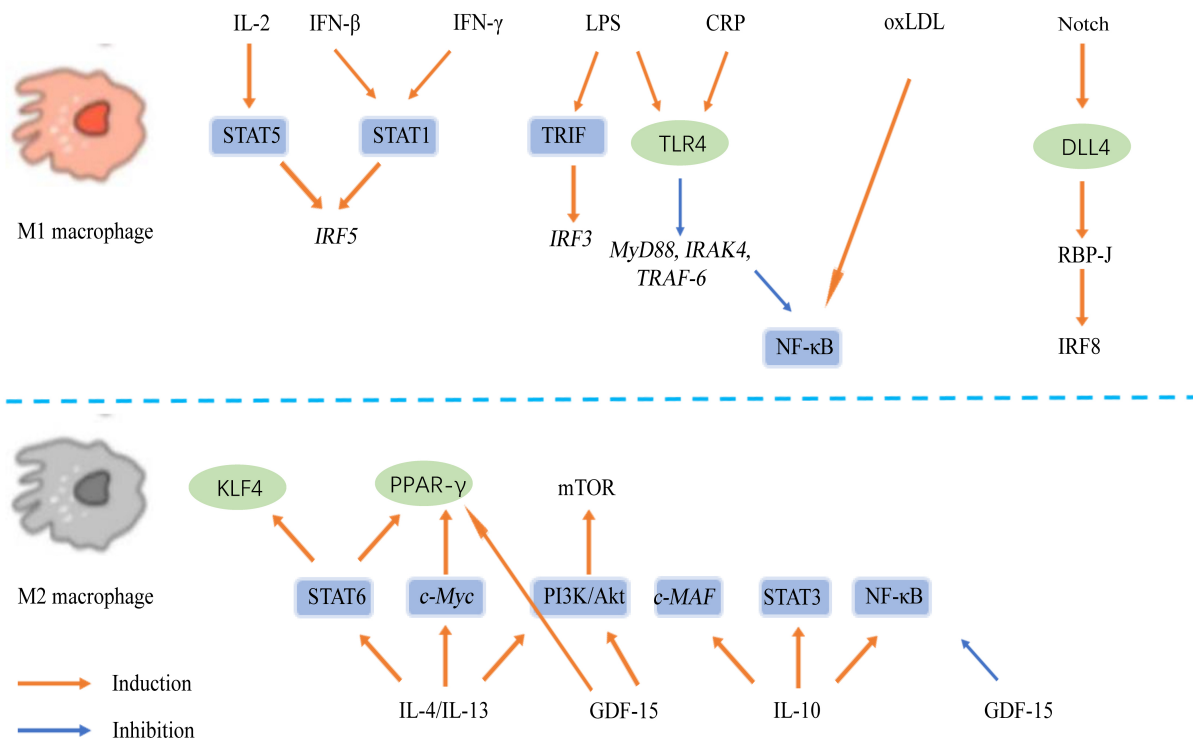 IL-2 IFN-β IFN-γ LPS CRP oxLDL Notch
STAT5 STAT1 TRIF TLR4 DLL4
M1 macrophage IRF5 IRF3 MyD88, IRAK4, RBP-J
TRAF-6
NF-κB IRF8
KLF4 PPAR-γ mTOR
M2 macrophage STAT6 c-Myc PI3K/Akt c-MAF STAT3 NF-κB
Induction
IL-4/IL-13 GDF-15 IL-10 GDF-15
Inhibition